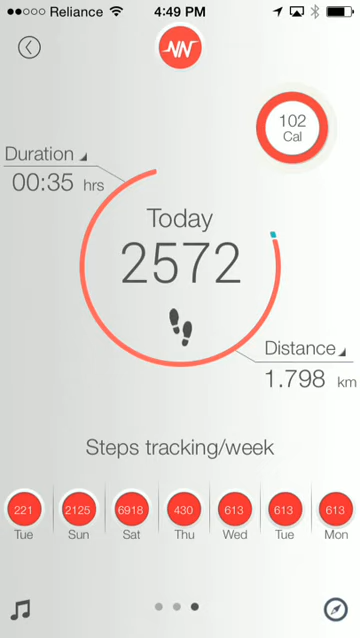 Reliance 4:49 PM
102
Cal
Duration
00:35 hrs
Today
2572
Distance
1.798 km
Steps tracking/week
221 2125 6918 430 613 613 613
Tue Sun Sat Thu Wed Tue Mon